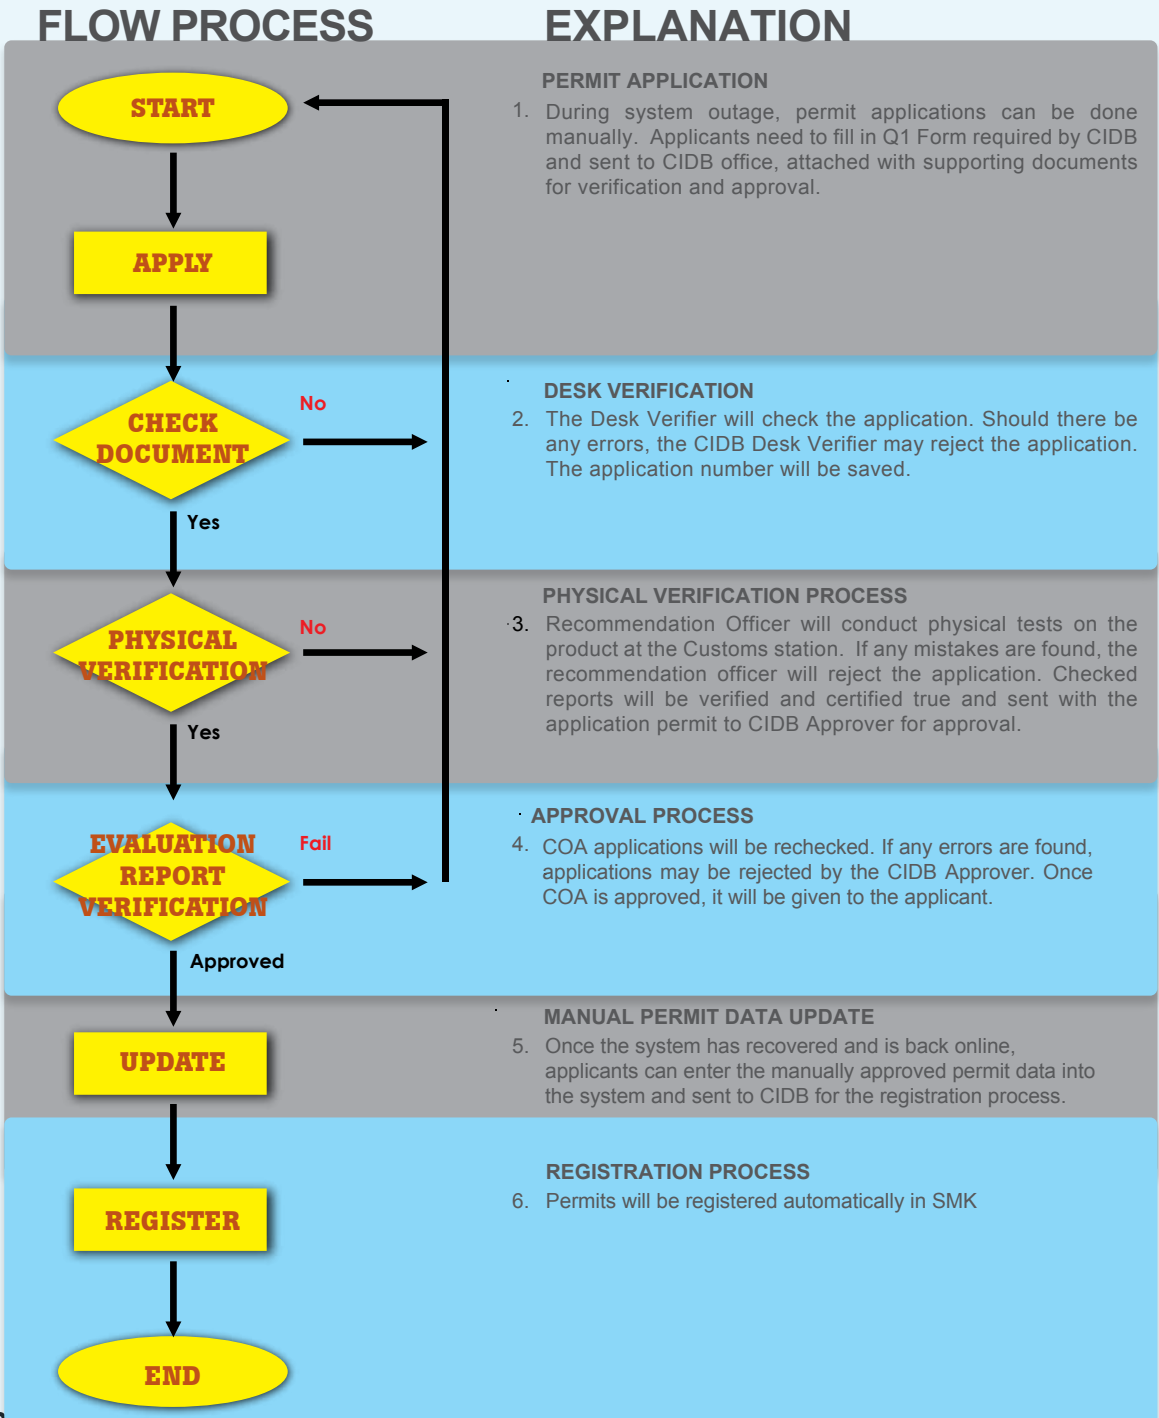 FLOW PROCESS
EXPLANATION
START
APPLY
PERMIT APPLICATION
1. During system outage, permit applications can be done
manually. Applicants need to fill in Q1 Form required by CIDB
and sent to CIDB office, attached with supporting documents
for verification and approval.
CHECK
DOCUMENT
No
Yes
DESK VERIFICATION
2. The Desk Verifier will check the application. Should there be
any errors, the CIDB Desk Verifier may reject the application.
The application number will be saved.
PHYSICAL
VERIFICATION
No
Yes
PHYSICAL VERIFICATION PROCESS
3. Recommendation Officer will conduct physical tests on the
product at the Customs station. If any mistakes are found, the
recommendation officer will reject the application. Checked
reports will be verified and certified true and sent with the
application permit to CIDB Approver for approval.
EVALUATION
REPORT
VERIFICATION
Fail
Approved
APPROVAL PROCESS
4. COA applications will be rechecked. If any errors are found,
applications may be rejected by the CIDB Approver. Once
COA is approved, it will be given to the applicant.
UPDATE
MANUAL PERMIT DATA UPDATE
5. Once the system has recovered and is back online,
applicants can enter the manually approved permit data into
the system and sent to CIDB for the registration process.
REGISTER
REGISTRATION PROCESS
6. Permits will be registered automatically in SMK
END